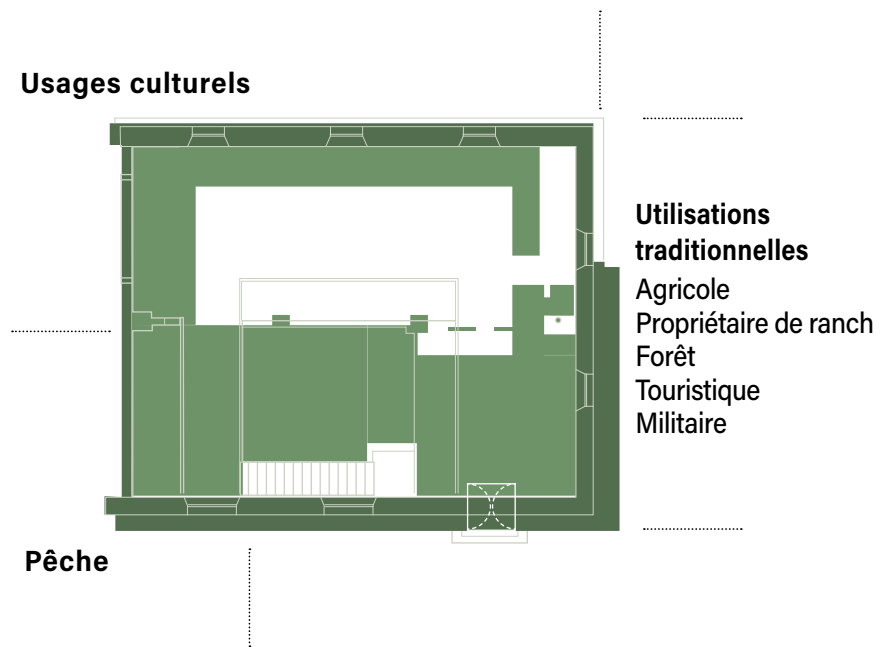 Usages culturels
Utilisations
traditionnelles
Agricole
Propriétaire de ranch
Forêt
Touristique
Militaire
Pêche